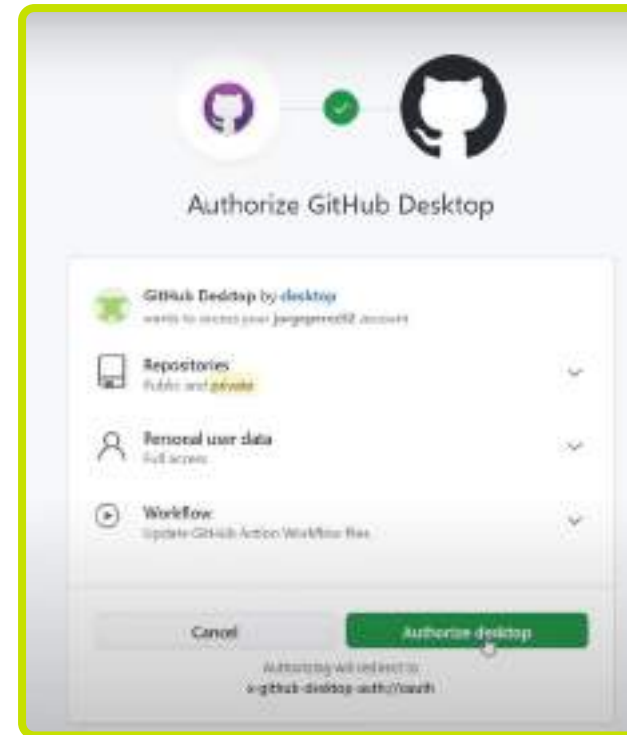 Authorize GitHub Desktop
GitHub Desktop by desktop
wants to access your account
Repositories
Public and private
Personal user data
Full access
Workflow
Update GitHub Action Workflow files
Cancel
Authorize desktop
Authorizing will redirect to
x-github-desktop-auth://oauth